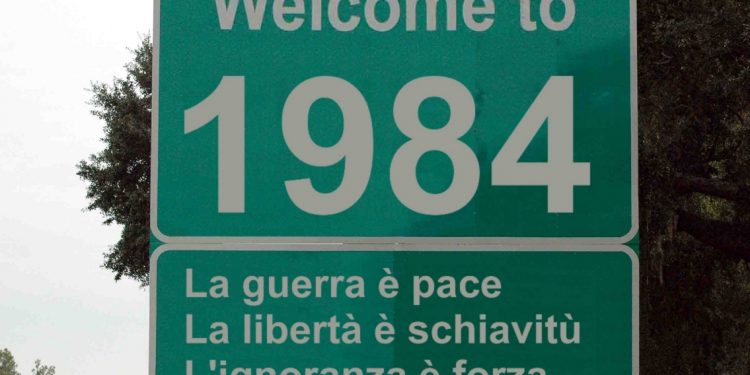 Welcome to
1984
La guerra è pace
La libertà è schiavitù
L'ignoranza è forza